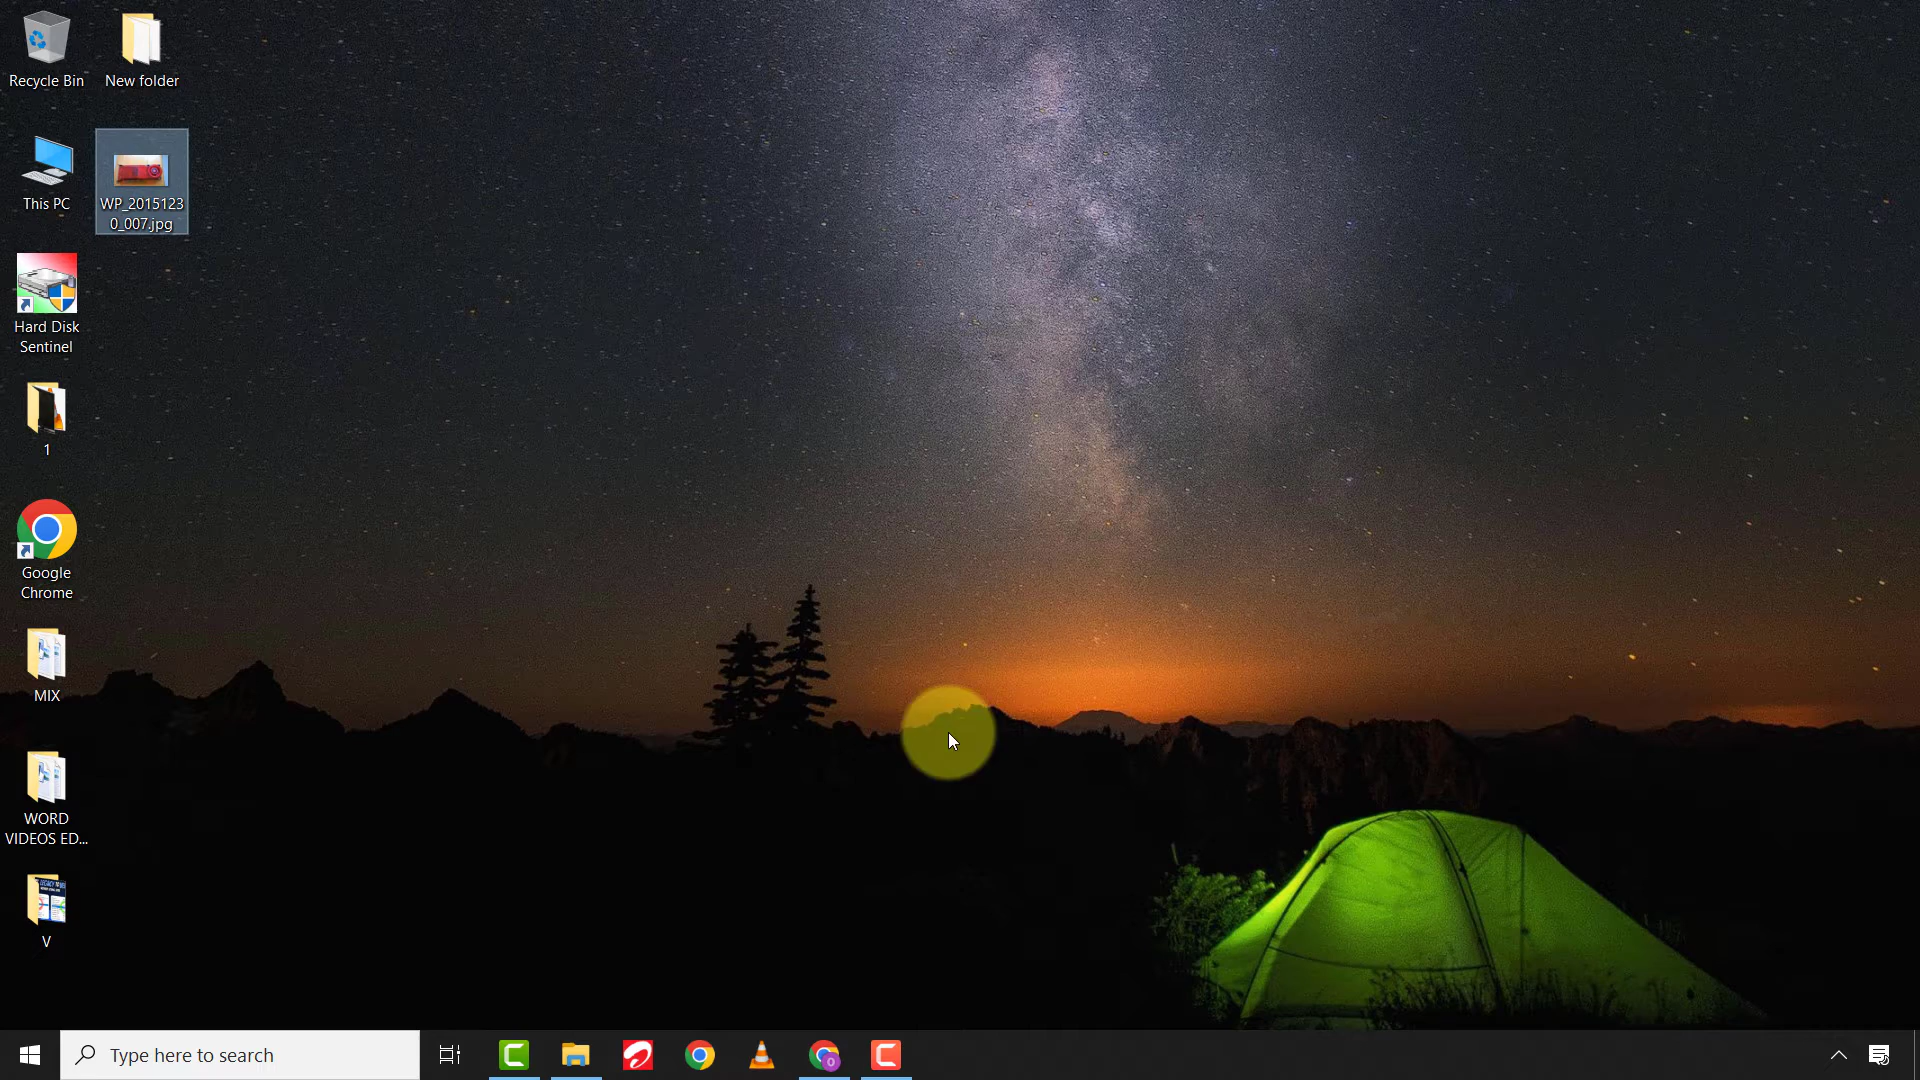 Recycle Bin
New folder
This PC
WP_2015123
0_007.jpg
Hard Disk
Sentinel
1
Google
Chrome
MIX
WORD
VIDEOS ED...
V
Type here to search